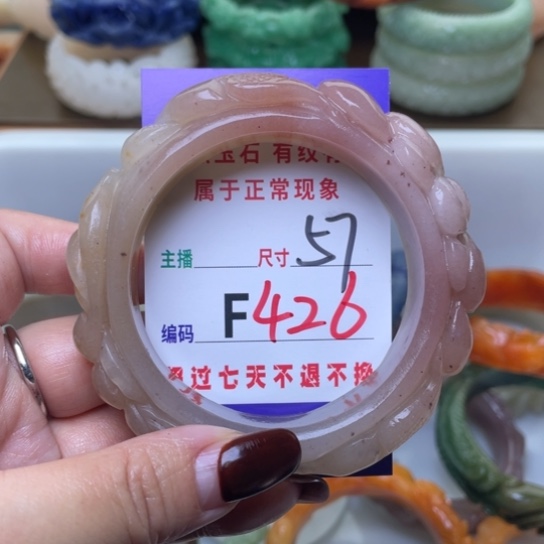 玉石 有纹
属于正常现象
主播 尺寸 57
编码 F426
过七天不退不换